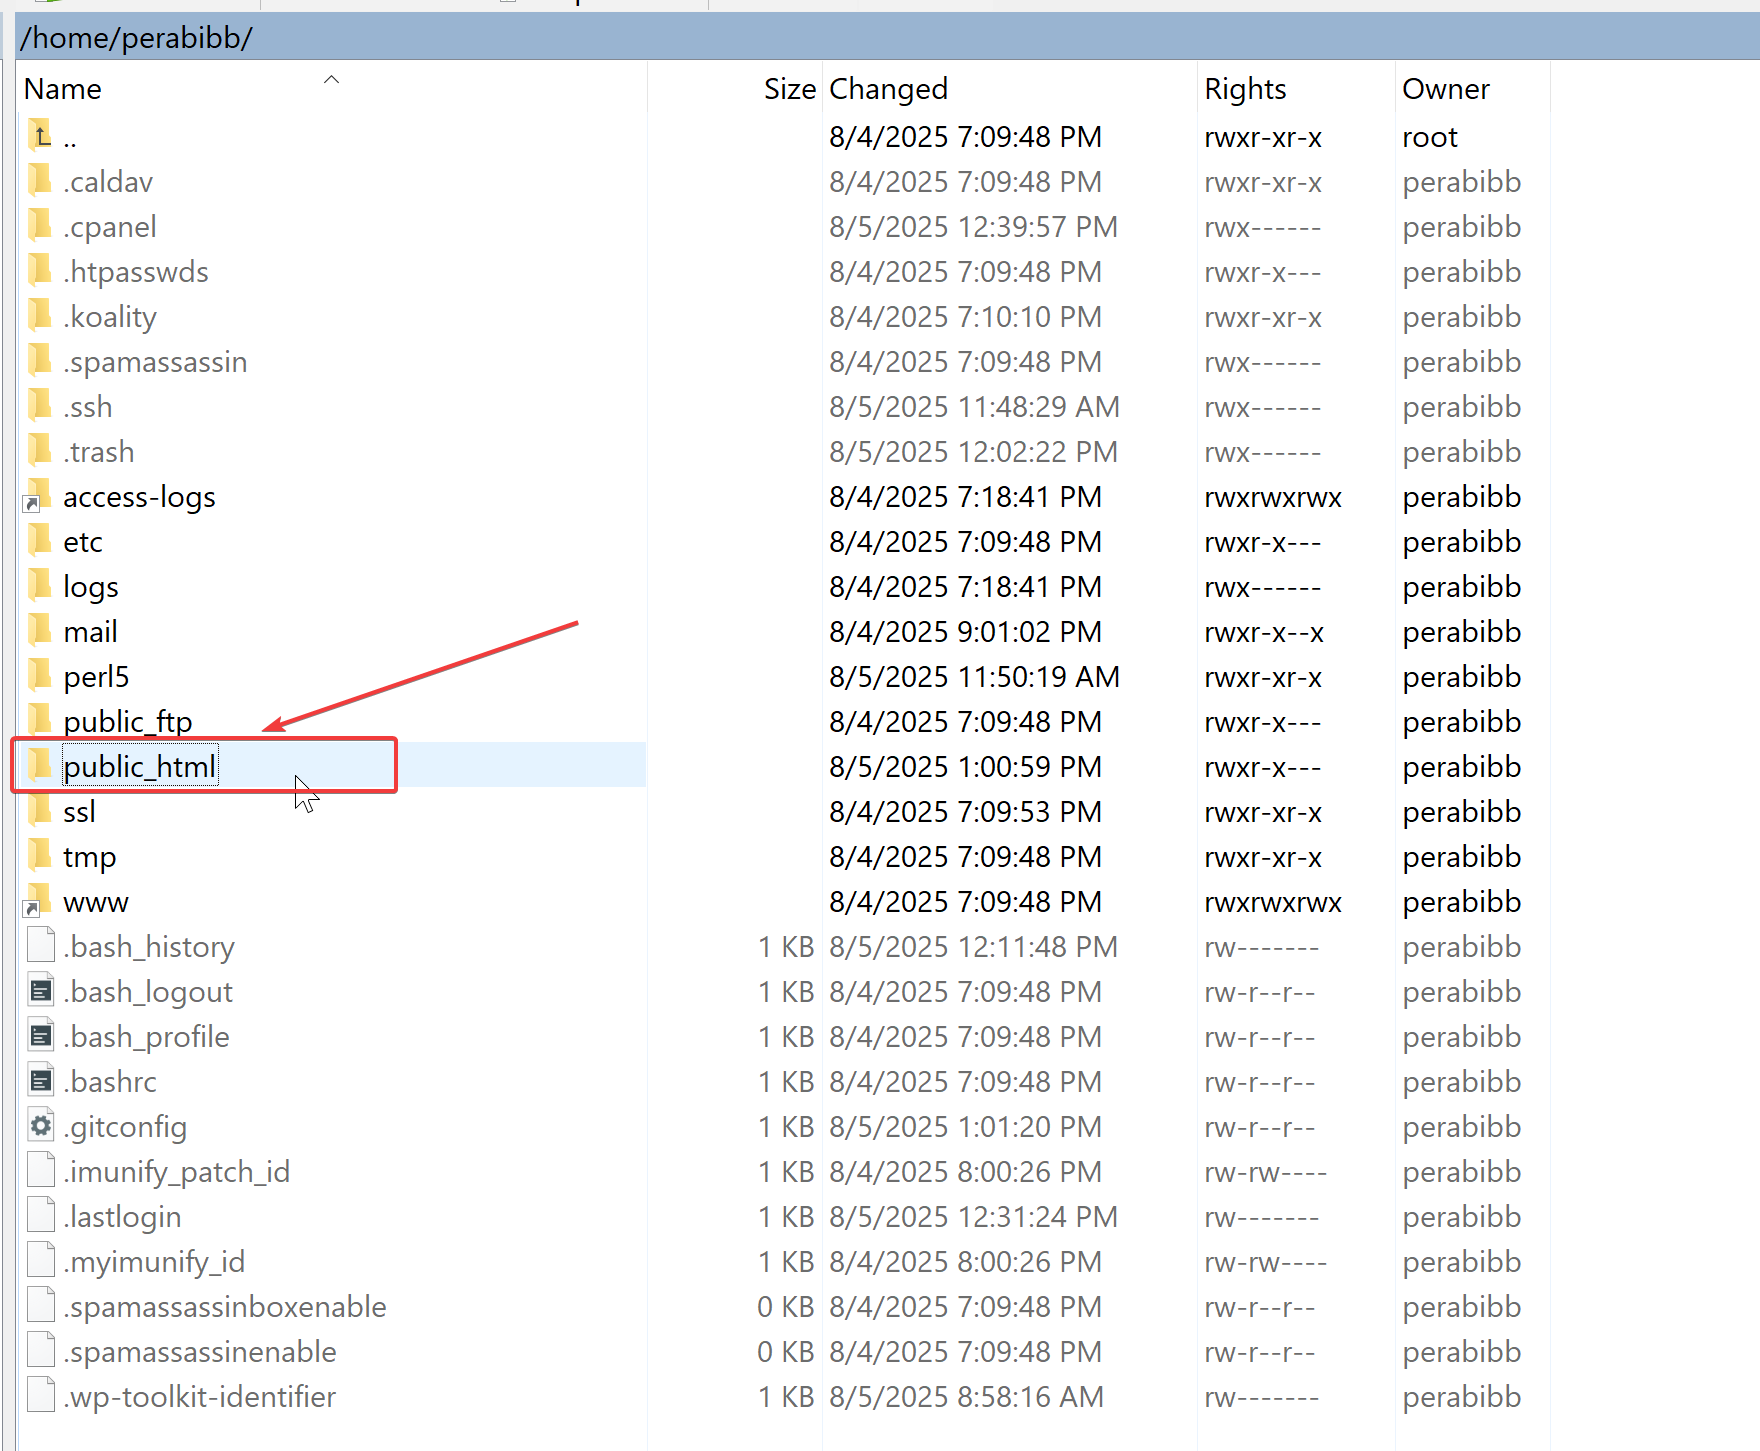 /home/perabibb/
Name Size Changed Rights Owner
.. 8/4/2025 7:09:48 PM rwxr-xr-x root
.caldav 8/4/2025 7:09:48 PM rwxr-xr-x perabibb
.cpanel 8/5/2025 12:39:57 PM rwx------ perabibb
.htpasswds 8/4/2025 7:09:48 PM rwxr-x--- perabibb
.koality 8/4/2025 7:10:10 PM rwxr-xr-x perabibb
.spamassassin 8/4/2025 7:09:48 PM rwx------ perabibb
.ssh 8/5/2025 11:48:29 AM rwx------ perabibb
.trash 8/5/2025 12:02:22 PM rwx------ perabibb
access-logs 8/4/2025 7:18:41 PM rwxrwxrwx perabibb
etc 8/4/2025 7:09:48 PM rwxr-x--- perabibb
logs 8/4/2025 7:18:41 PM rwx------ perabibb
mail 8/4/2025 9:01:02 PM rwxr-x--x perabibb
perl5 8/5/2025 11:50:19 AM rwxr-xr-x perabibb
public_ftp 8/4/2025 7:09:48 PM rwxr-x--- perabibb
public_html 8/5/2025 1:00:59 PM rwxr-x--- perabibb
ssl 8/4/2025 7:09:53 PM rwxr-xr-x perabibb
tmp 8/4/2025 7:09:48 PM rwxr-xr-x perabibb
www 8/4/2025 7:09:48 PM rwxrwxrwx perabibb
.bash_history 1 KB 8/5/2025 12:11:48 PM rw------- perabibb
.bash_logout 1 KB 8/4/2025 7:09:48 PM rw-r--r-- perabibb
.bash_profile 1 KB 8/4/2025 7:09:48 PM rw-r--r-- perabibb
.bashrc 1 KB 8/4/2025 7:09:48 PM rw-r--r-- perabibb
.gitconfig 1 KB 8/5/2025 1:01:20 PM rw-r--r-- perabibb
.imunify_patch_id 1 KB 8/4/2025 8:00:26 PM rw-rw---- perabibb
.lastlogin 1 KB 8/5/2025 12:31:24 PM rw------- perabibb
.myimunify_id 1 KB 8/4/2025 8:00:26 PM rw-rw---- perabibb
.spamassassinboxenable 0 KB 8/4/2025 7:09:48 PM rw-r--r-- perabibb
.spamassassinenable 0 KB 8/4/2025 7:09:48 PM rw-r--r-- perabibb
.wp-toolkit-identifier 1 KB 8/5/2025 8:58:16 AM rw------- perabibb